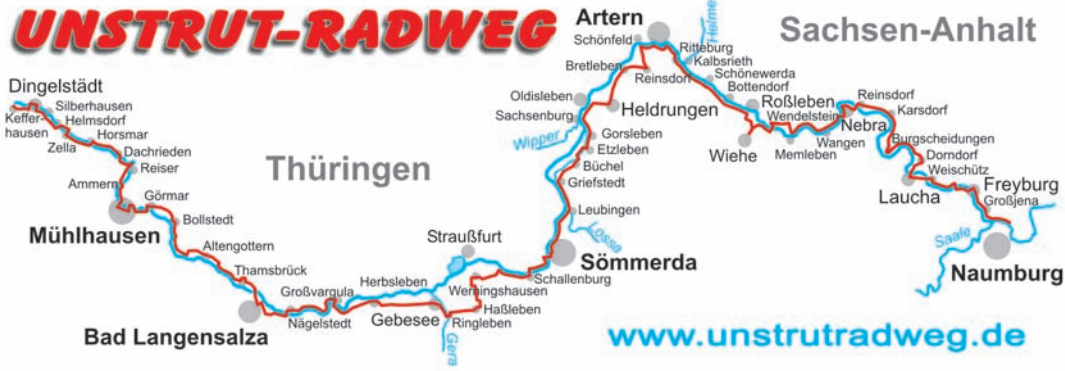 UNSTRUT-RADWEG
Thüringen
Sachsen-Anhalt
Dingelstädt
Keffer-
hausen
Silberhausen
Helmsdorf
Zella
Horsmar
Dachrieden
Reiser
Ammern
Görmar
Mühlhausen
Bollstedt
Altengottern
Thamsbrück
Bad Langensalza
Nägelstedt
Großvargula
Herbsleben
Gebesee
Gera
Ringleben
Haßleben
Werningshausen
Straußfurt
Schallenburg
Sömmerda
Lossa
Leubingen
Griefstedt
Büchel
Etzleben
Gorsleben
Wipper
Sachsenburg
Oldisleben
Heldrungen
Bretleben
Reinsdorf
Schönfeld
Artern
Helme
Ritteburg
Kalbsrieth
Schönewerda
Bottendorf
Roßleben
Wiehe
Wendelstein
Memleben
Wangen
Nebra
Reinsdorf
Karsdorf
Burgscheidungen
Dorndorf
Weischütz
Laucha
Freyburg
Großjena
Saale
Naumburg
www.unstrutradweg.de